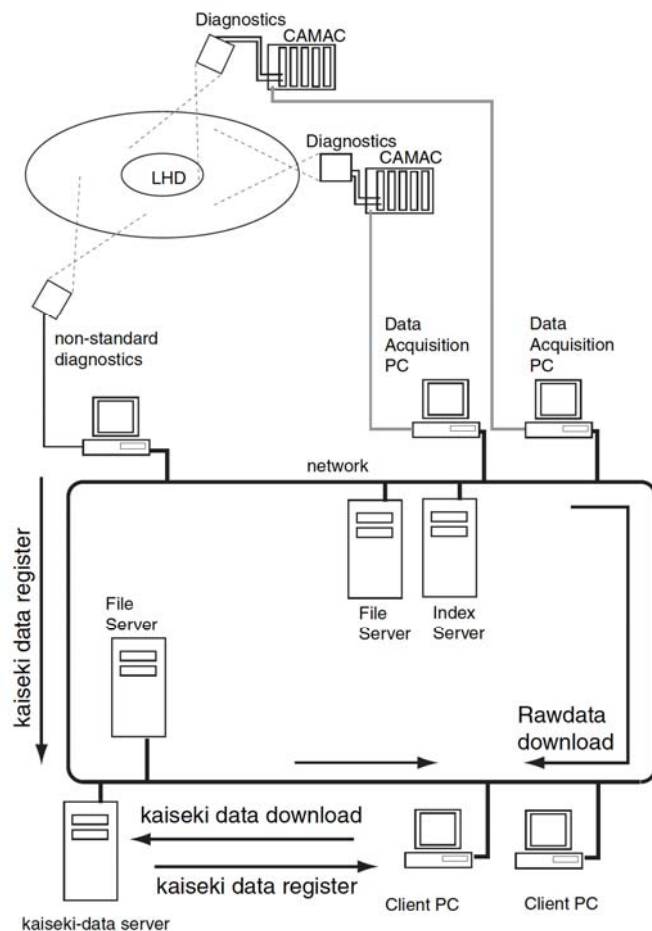 Diagnostics
CAMAC
Diagnostics
CAMAC
LHD
non-standard
diagnostics
Data
Acquisition
PC
Data
Acquisition
PC
network
kaiseki data register
File
Server
Index
Server
File
Server
Rawdata
download
kaiseki data download
kaiseki data register
kaiseki-data server
Client PC
Client PC